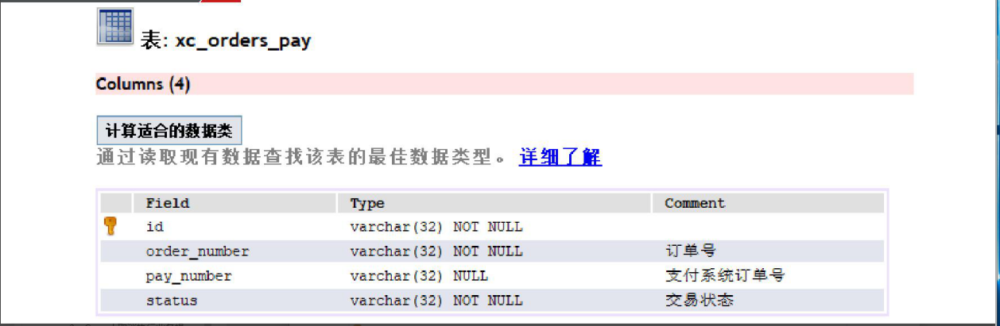 表: xc_orders_pay
Columns (4)
计算适合的数据类
通过读取现有数据查找该表的最佳数据类型。 详细了解
Field Type Comment
id varchar(32) NOT NULL
order_number varchar(32) NOT NULL 订单号
pay_number varchar(32) NULL 支付系统订单号
status varchar(32) NOT NULL 交易状态